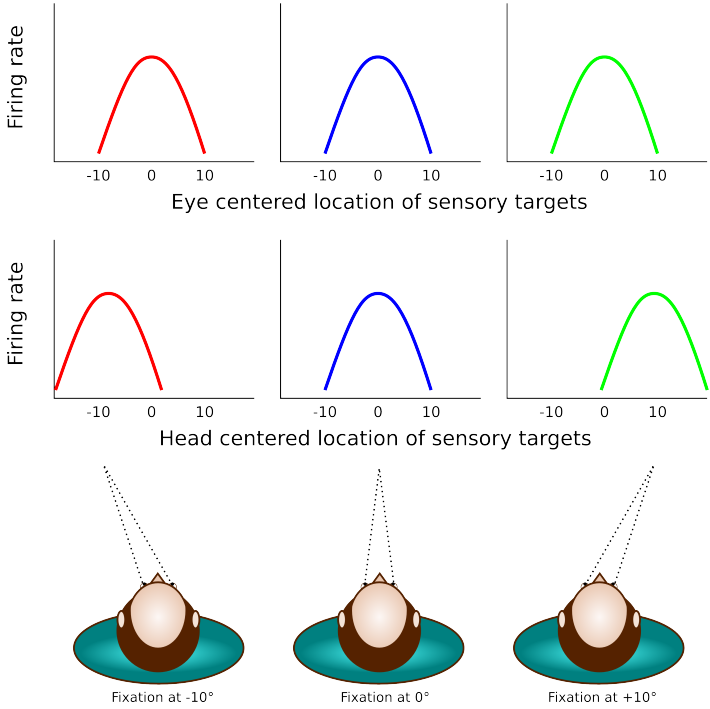 Firing rate
-10 0 10 -10 0 10 -10 0 10
Eye centered location of sensory targets
Firing rate
-10 0 10 -10 0 10 -10 0 10
Head centered location of sensory targets
Fixation at -10° Fixation at 0° Fixation at +10°